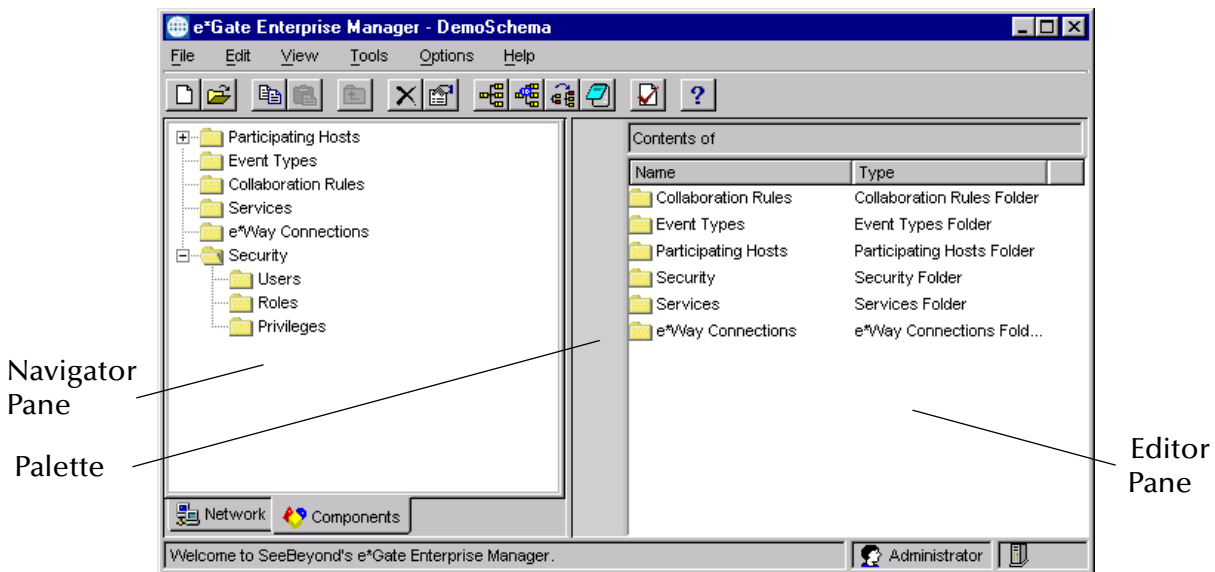 e*Gate Enterprise Manager - DemoSchema
File Edit View Tools Options Help
Participating Hosts
Event Types
Collaboration Rules
Services
e*Way Connections
Security
Users
Roles
Privileges
Contents of
Name Type
Collaboration Rules Collaboration Rules Folder
Event Types Event Types Folder
Participating Hosts Participating Hosts Folder
Security Security Folder
Services Services Folder
e*Way Connections e*Way Connections Fold...
Navigator
Pane
Palette
Editor
Pane
Network Components
Welcome to SeeBeyond's e*Gate Enterprise Manager. Administrator